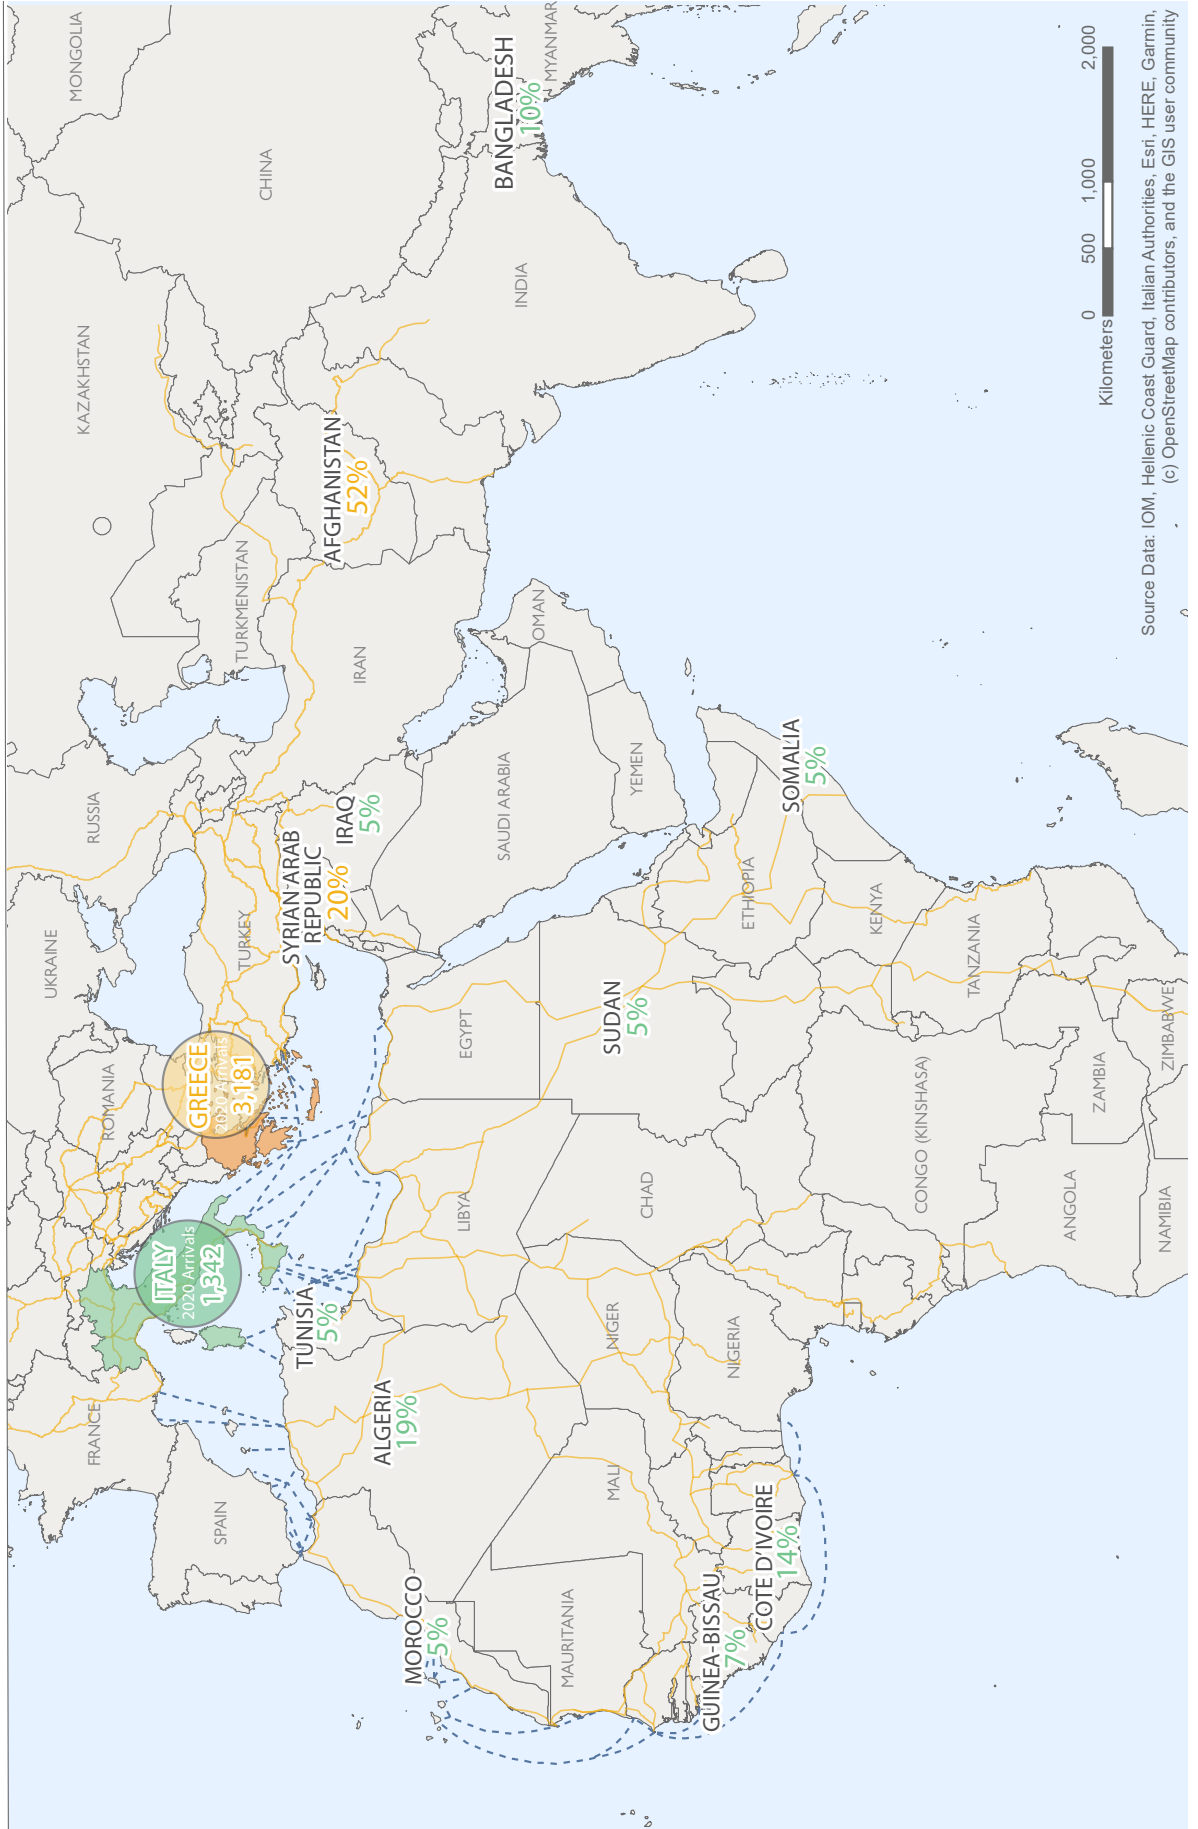 MONGOLIA
KAZAKHSTAN
RUSSIA
UKRAINE
CHINA
MYANMAR
BANGLADESH
10%
INDIA
AFGHANISTAN
52%
TURKMENISTAN
IRAN
OMAN
SAUDI ARABIA
YEMEN
IRAQ
5%
SYRIAN ARAB
REPUBLIC
20%
TURKEY
ROMANIA
GREECE
2020 Arrivals
3,181
ITALY
2020 Arrivals
1,342
FRANCE
SPAIN
TUNISIA
5%
ALGERIA
19%
MOROCCO
5%
LIBYA
EGYPT
SUDAN
5%
SOMALIA
5%
ETHIOPIA
KENYA
TANZANIA
CHAD
NIGER
NIGERIA
MALI
MAURITANIA
GUINEA-BISSAU
7%
COTE D'IVOIRE
14%
CONGO (KINSHASA)
ANGOLA
ZAMBIA
ZIMBABWE
NAMIBIA
0 500 1,000 2,000
Kilometers
Source Data: IOM, Hellenic Coast Guard, Italian Authorities, Esri, HERE, Garmin,
(c) OpenStreetMap contributors, and the GIS user community